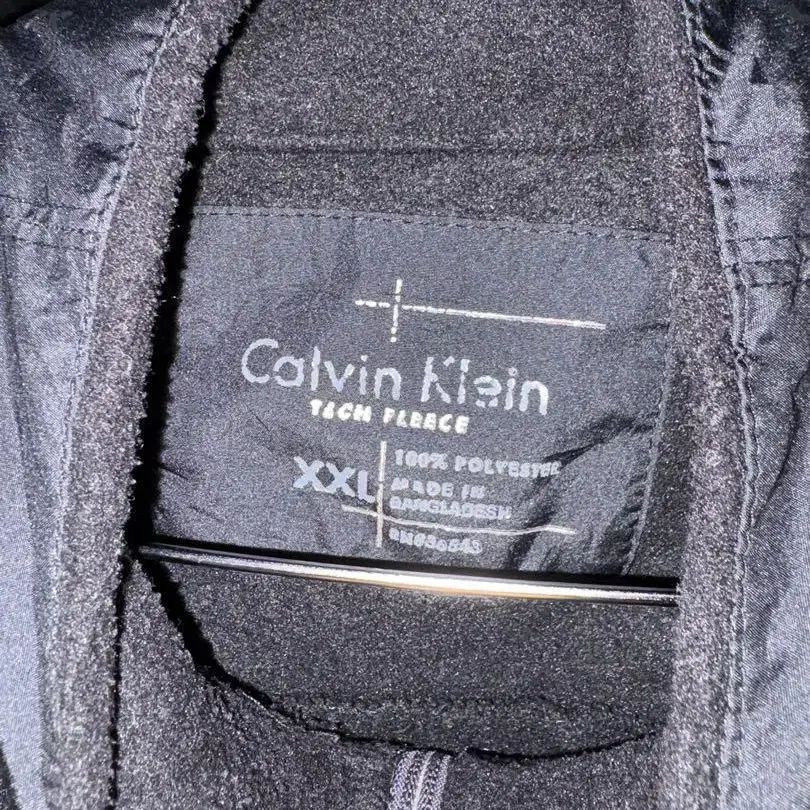 Calvin Klein
TECH FLEECE
XXL
100% POLYESTER
MADE IN
BANGLADESH